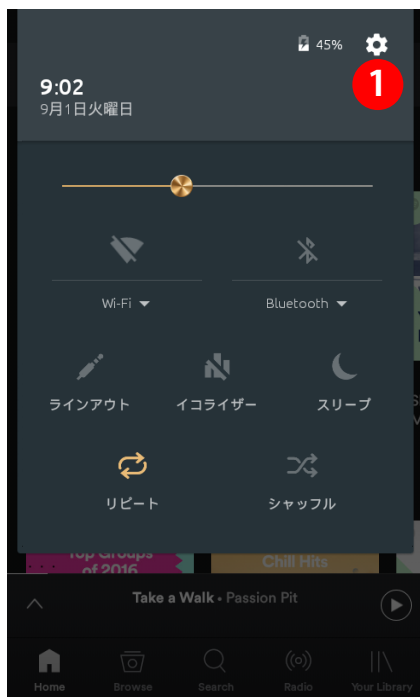 45%
1
9:02
9月1日火曜日
Wi-Fi
Bluetooth
ラインアウト
イコライザー
スリープ
リピート
シャッフル
Top Groups
of 2016
Chill Hits
Take a Walk • Passion Pit
Home
Browse
Search
Radio
Your Library